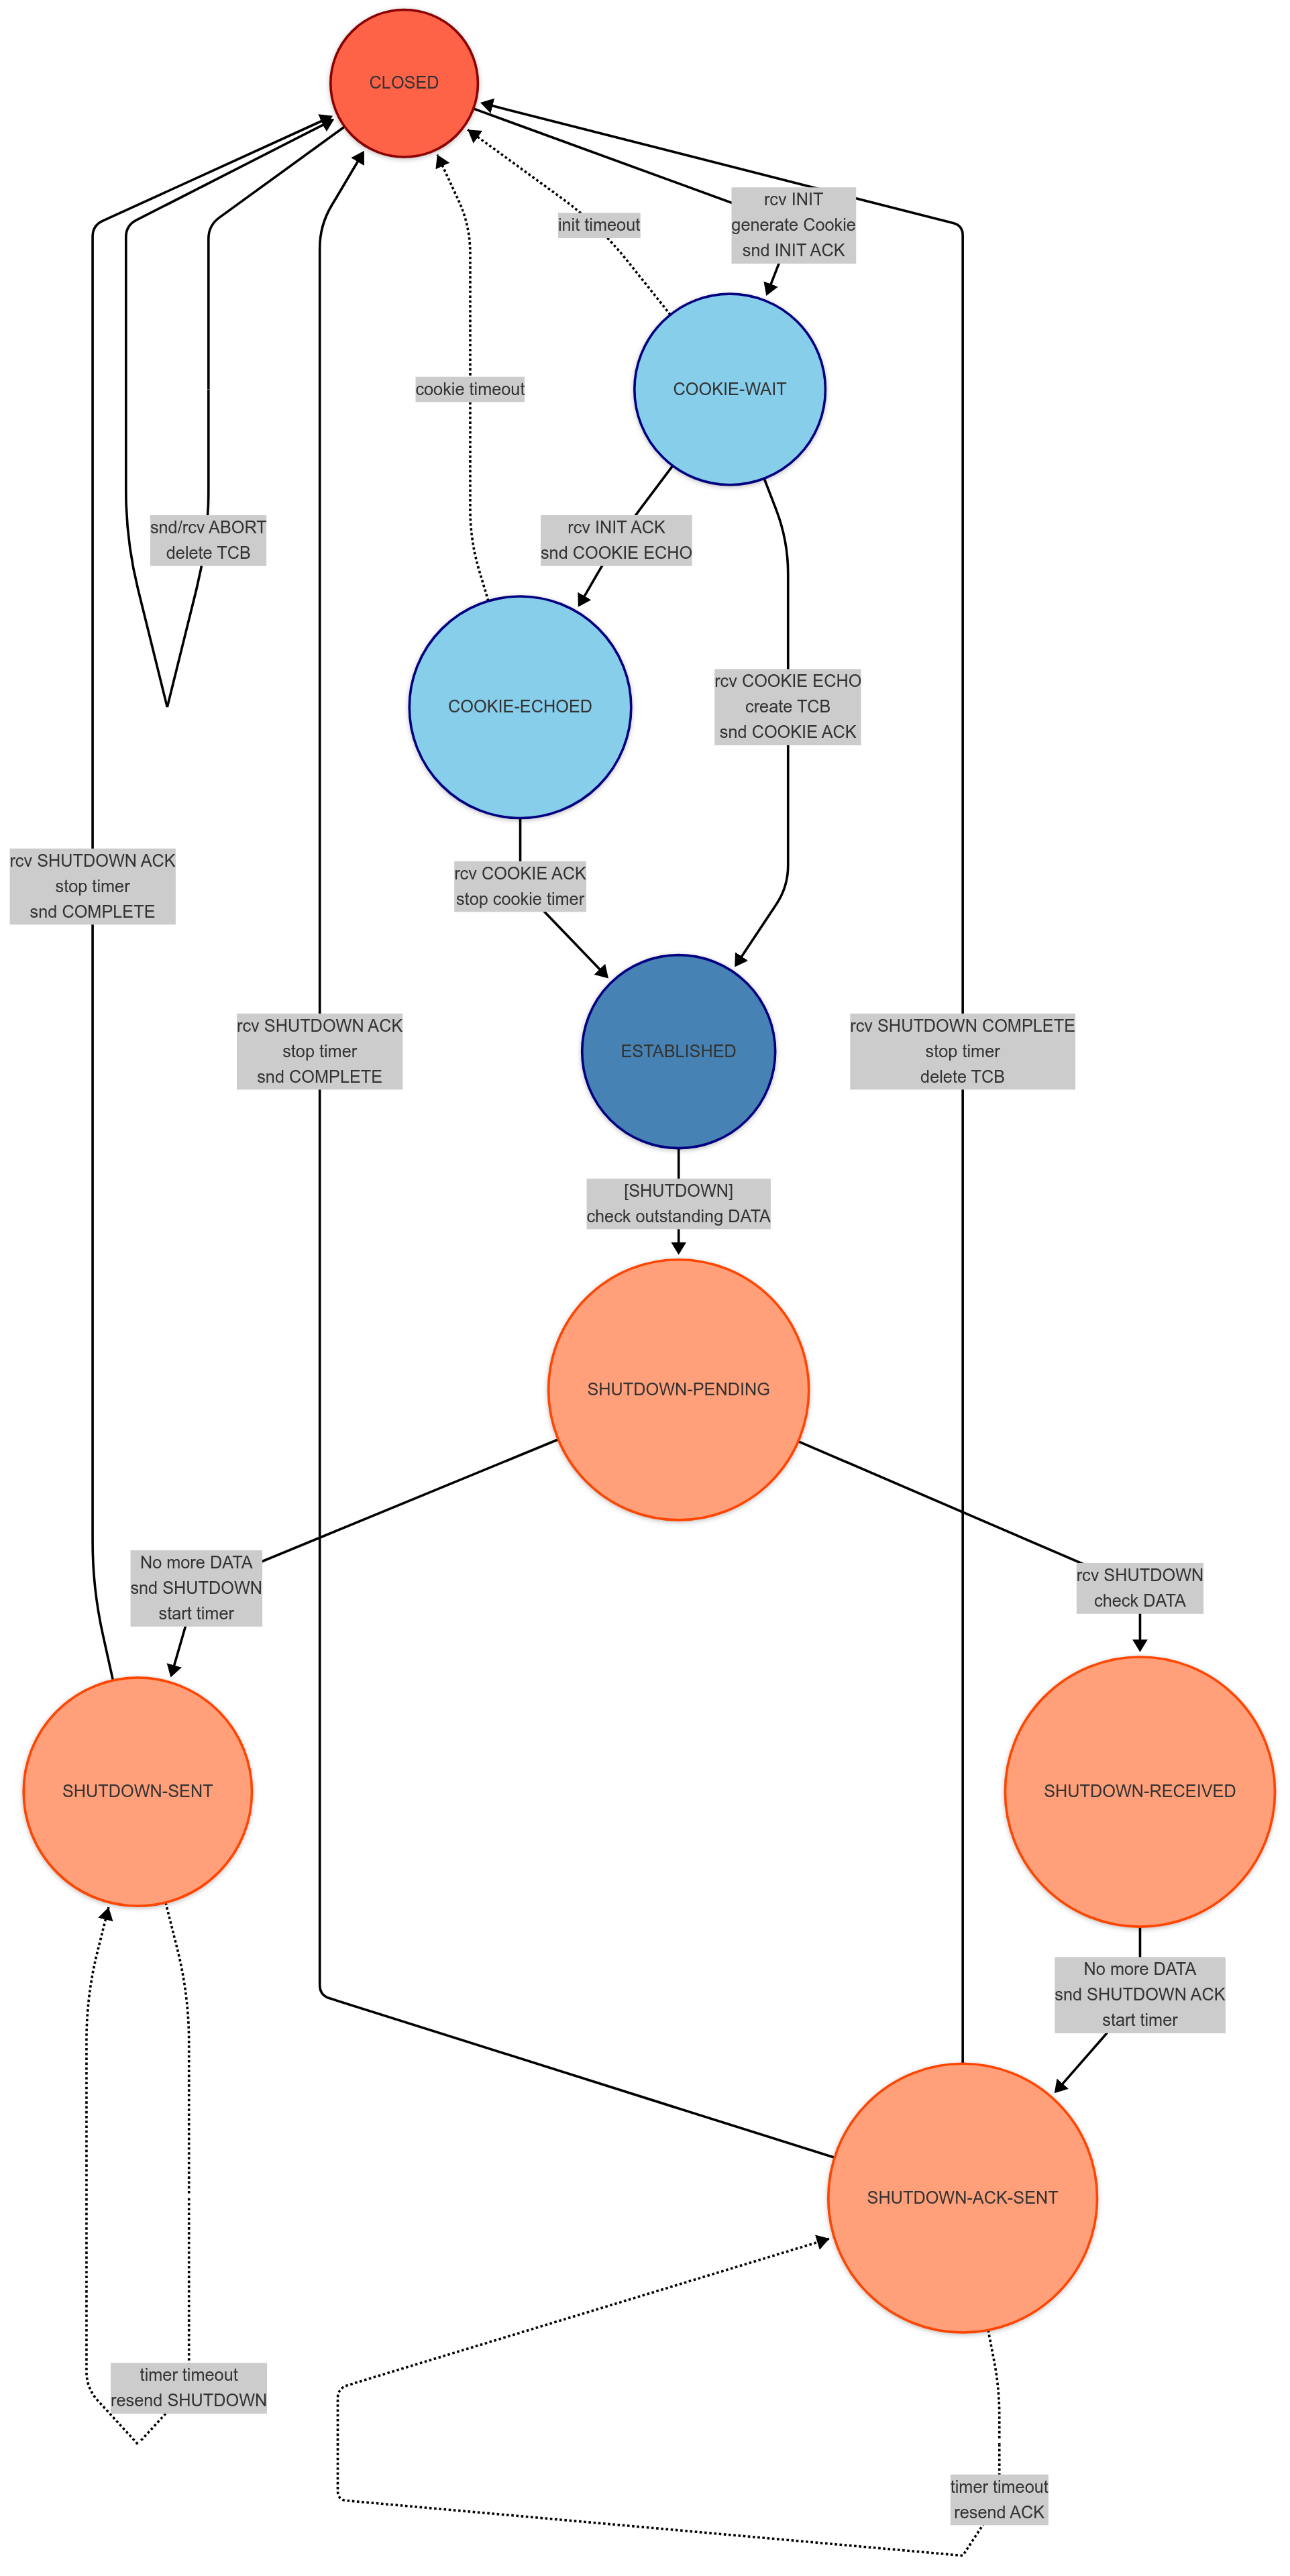 CLOSED
rcv INIT
generate Cookie
snd INIT ACK
init timeout
COOKIE-WAIT
cookie timeout
snd/rcv ABORT
delete TCB
rcv INIT ACK
snd COOKIE ECHO
COOKIE-ECHOED
rcv COOKIE ECHO
create TCB
snd COOKIE ACK
rcv SHUTDOWN ACK
stop timer
snd COMPLETE
rcv COOKIE ACK
stop cookie timer
rcv SHUTDOWN ACK
stop timer
snd COMPLETE
ESTABLISHED
rcv SHUTDOWN COMPLETE
stop timer
delete TCB
[SHUTDOWN]
check outstanding DATA
SHUTDOWN-PENDING
No more DATA
snd SHUTDOWN
start timer
rcv SHUTDOWN
check DATA
SHUTDOWN-SENT
SHUTDOWN-RECEIVED
No more DATA
snd SHUTDOWN ACK
start timer
SHUTDOWN-ACK-SENT
timer timeout
resend SHUTDOWN
timer timeout
resend ACK